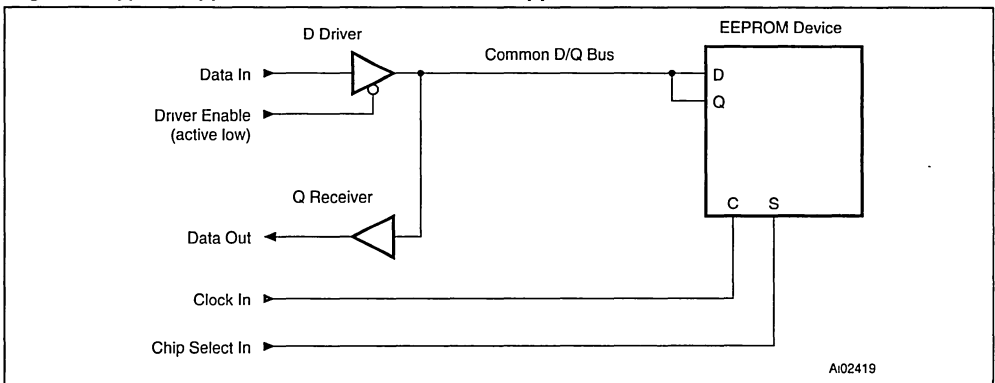 D Driver
EEPROM Device
Common D/Q Bus
Data In
D
Q
Driver Enable
(active low)
Q Receiver
C S
Data Out
Clock In
Chip Select In
AI02419